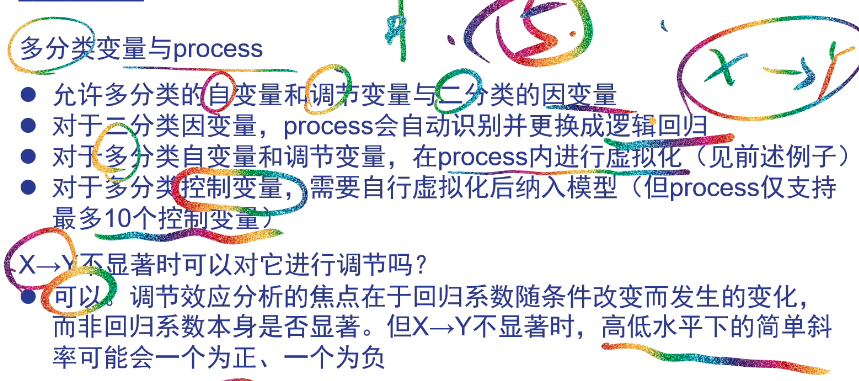 多分类变量与process
X→Y
● 允许多分类的自变量和调节变量与二分类的因变量
● 对于二分类因变量，process会自动识别并更换成逻辑回归
● 对于多分类自变量和调节变量，在process内进行虚拟化（见前述例子）
● 对于多分类控制变量，需要自行虚拟化后纳入模型（但process仅支持
最多10个控制变量）
X→Y不显著时可以对它进行调节吗？
● 可以，调节效应分析的焦点在于回归系数随条件改变而发生的变化，
而非回归系数本身是否显著。但X→Y不显著时，高低水平下的简单斜
率可能会一个为正、一个为负